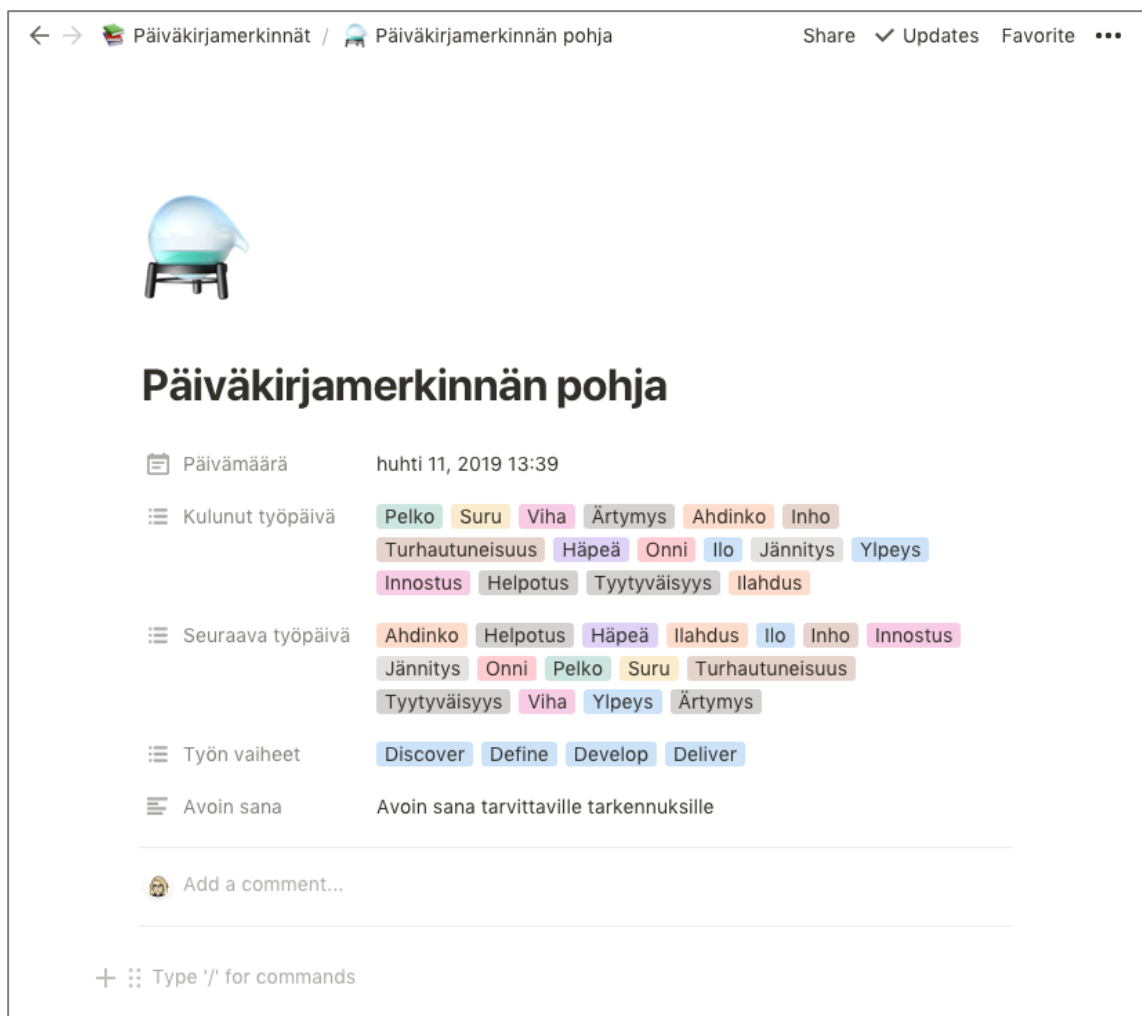 Päiväkirjamerkinnät / Päiväkirjamerkinnän pohja Share Updates Favorite •••
Päiväkirjamerkinnän pohja
Päivämäärä huhti 11, 2019 13:39
Kulunut työpäivä Pelko Suru Viha Ärtymys Ahdinko Inho
Turhautuneisuus Häpeä Onni Ilo Jännitys Ylpeys
Innostus Helpotus Tyytyväisyys Ilahdus
Seuraava työpäivä Ahdinko Helpotus Häpeä Ilahdus Ilo Inho Innostus
Jännitys Onni Pelko Suru Turhautuneisuus
Tyytyväisyys Viha Ylpeys Ärtymys
Työn vaiheet Discover Define Develop Deliver
Avoin sana Avoin sana tarvittaville tarkennuksille
Add a comment...
Type '/' for commands